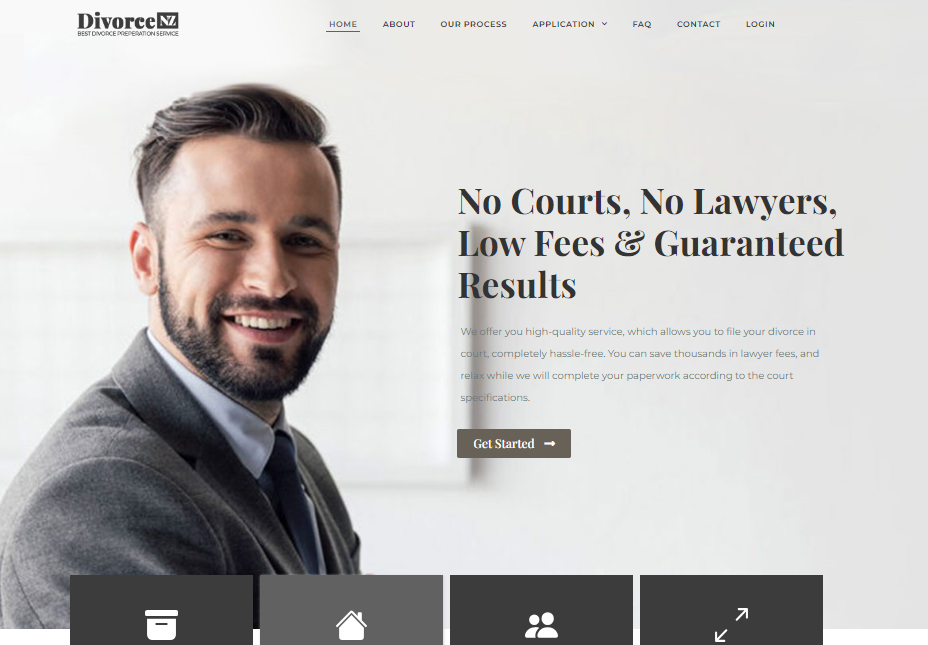 DivorceNZ
BEST DIVORCE PREPERATION SERVICE
HOME ABOUT OUR PROCESS APPLICATION FAQ CONTACT LOGIN
No Courts, No Lawyers,
Low Fees & Guaranteed
Results
We offer you high-quality service, which allows you to file your divorce in
court, completely hassle-free. You can save thousands in lawyer fees, and
relax while we will complete your paperwork according to the court
specifications.
Get Started